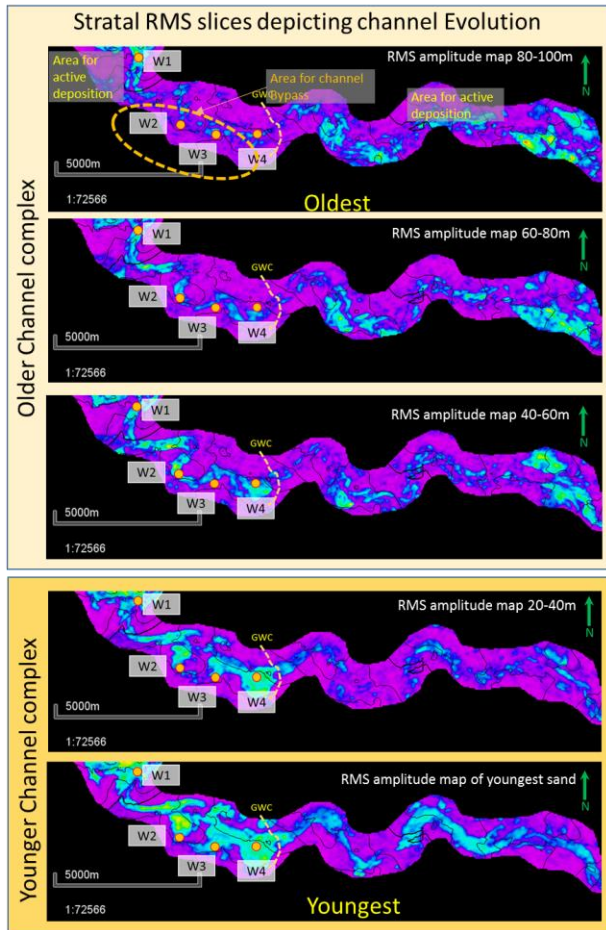 Stratal RMS slices depicting channel Evolution
Older Channel complex
Area for
active
deposition
W1
RMS amplitude map 80-100m
N
Area for channel
Bypass
GWC
Area for active
deposition
W2
W3
W4
5000m
1:72566
Oldest
W1
RMS amplitude map 60-80m
N
GWC
W2
W3
W4
5000m
1:72566
W1
RMS amplitude map 40-60m
N
GWC
W2
W3
W4
5000m
1:72566
Younger Channel complex
W1
RMS amplitude map 20-40m
N
GWC
W2
W3
W4
5000m
1:72566
W1
RMS amplitude map of youngest sand
N
GWC
W2
W3
W4
5000m
1:72566
Youngest